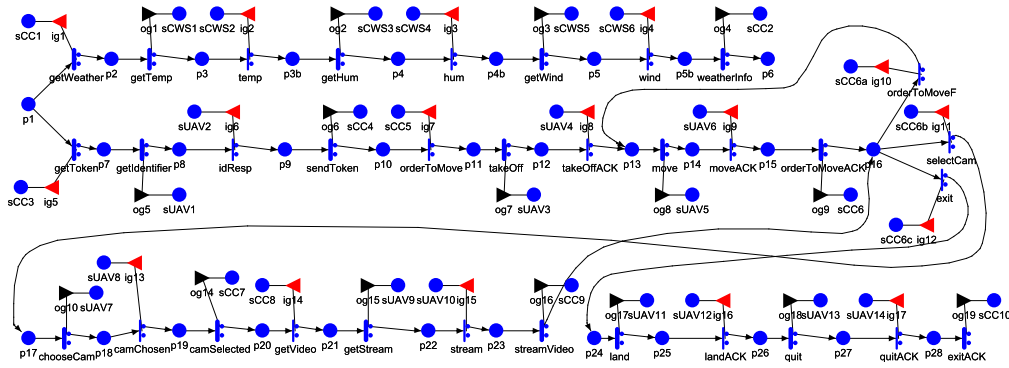 sCC1 ig1 og1 sCWS1 sCWS2 ig2 og2 sCWS3 sCWS4 ig3 og3 sCWS5 sCWS6 ig4 og4 sCC2
getWeather p2 getTemp p3 temp p3b getHum p4 hum p4b getWind p5 wind p5b weatherInfo p6
sCC6a ig10 orderToMoveF
p1 sUAV2 ig6 og6 sCC4 sCC5 ig7 sUAV4 ig8 sUAV6 ig9 sCC6b ig11
getToken p7 getIdentifier p8 idResp p9 sendToken p10 orderToMove p11 takeOff p12 takeOffACK p13 move p14 moveACK p15 orderToMoveACK p16 selectCam
sCC3 ig5 og5 sUAV1 og7 sUAV3 og8 sUAV5 og9 sCC6 exit
sCC6c ig12
sUAV8 ig13 og14 sCC7 sCC8 ig14 og15 sUAV9 sUAV10 ig15 og16 sCC9
og10 sUAV7 og17 sUAV11 sUAV12 ig16 og18 sUAV13 sUAV14 ig17 og19 sCC10
p17 chooseCam p18 camChosen p19 camSelected p20 getVideo p21 getStream p22 stream p23 streamVideo p24 land p25 landACK p26 quit p27 quitACK p28 exitACK